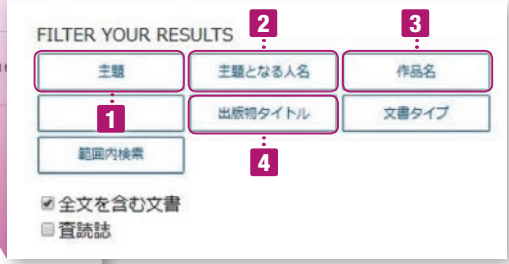 FILTER YOUR RESULTS
2
3
主題
主題となる人名
作品名
1
出版物タイトル
文書タイプ
4
範囲内検索
全文を含む文書
査読誌